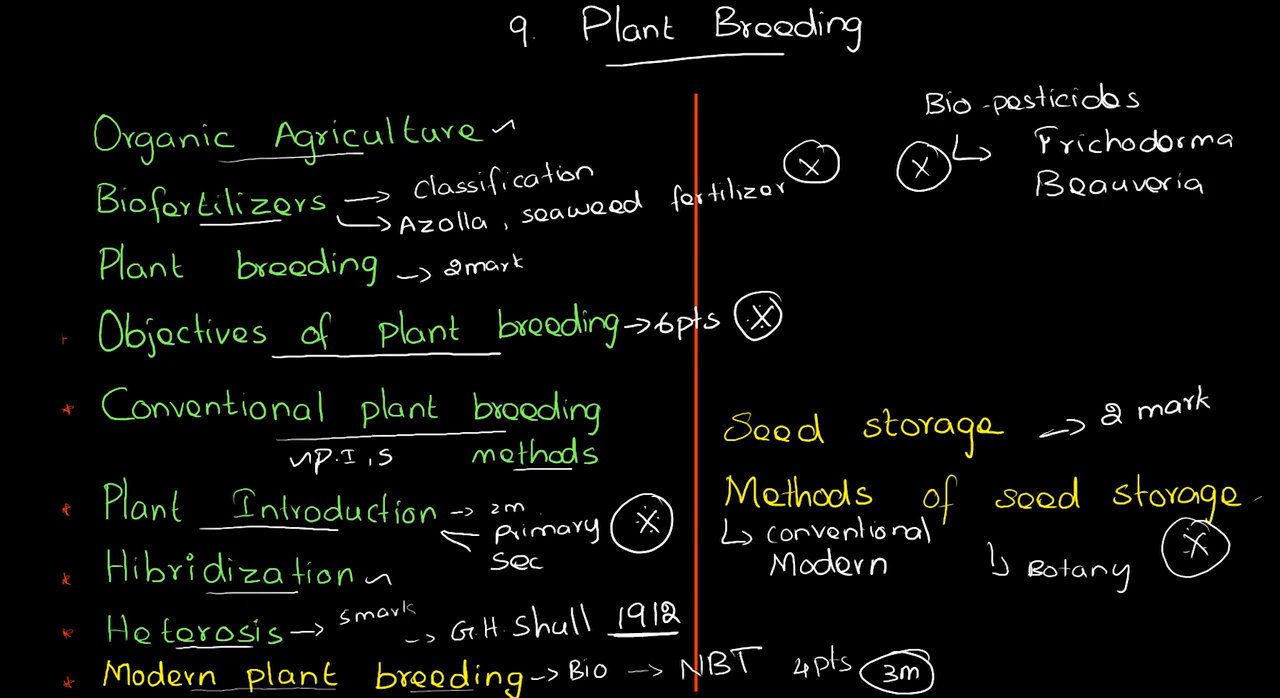 9. Plant Breeding
Organic Agriculture
Biofertilizers → Classification
→ Azolla, seaweed fertilizer X
Plant breeding → 2mark
Objectives of plant breeding → 6pts X
* Conventional plant breeding
P.I, S methods
* Plant Introduction → 2m
primary X
sec
* Hibridization
* Heterosis → 5mark → G.H. Shull 1912
* Modern plant breeding → Bio → NBT 4pts 3m
Bio-pesticides
X → Trichoderma
Beauveria
Seed storage → 2 mark
Methods of seed storage
↳ conventional
Modern ↳ Botany X